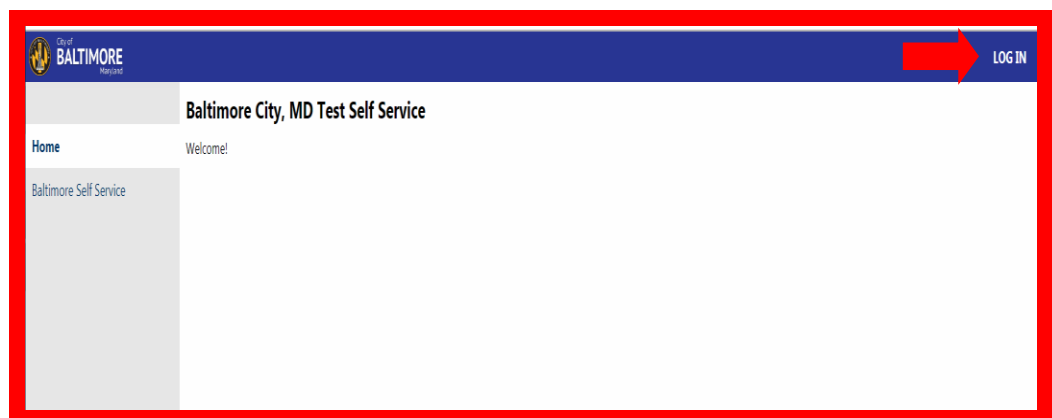 City of
BALTIMORE
Maryland
LOG IN
Baltimore City, MD Test Self Service
Home
Welcome!
Baltimore Self Service